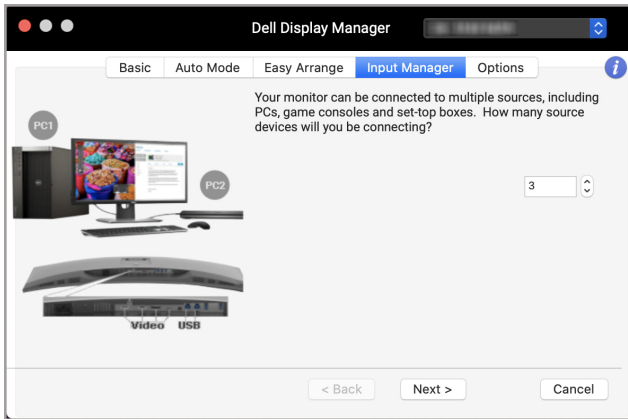 Dell Display Manager
Basic Auto Mode Easy Arrange Input Manager Options
i
Your monitor can be connected to multiple sources, including
PCs, game consoles and set-top boxes. How many source
devices will you be connecting?
3
PC1
PC2
Video USB
< Back Next > Cancel